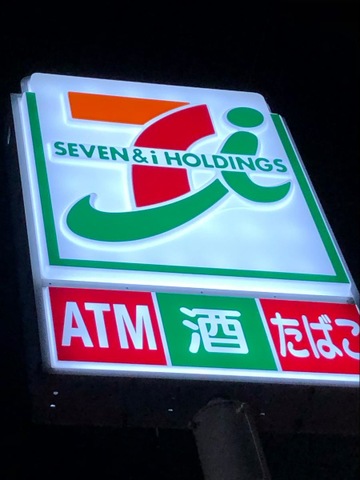 SEVEN & i HOLDINGS
ATM 酒 たばこ